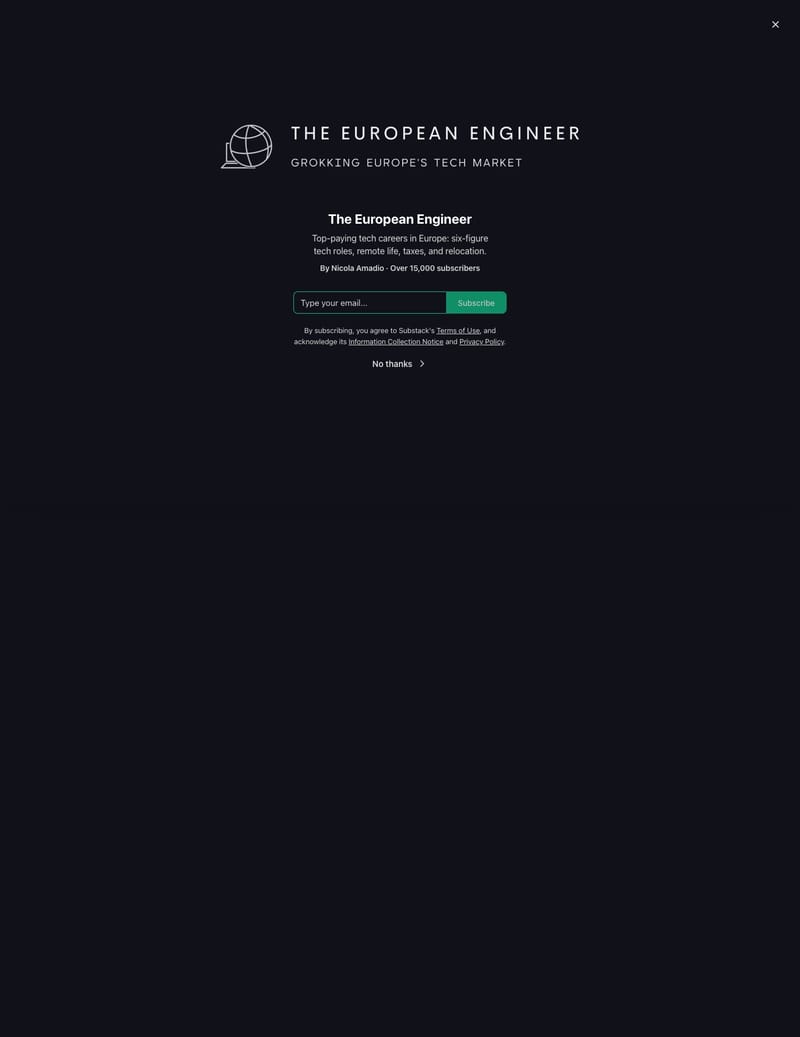 THE EUROPEAN ENGINEER
GROKKING EUROPE'S TECH MARKET
The European Engineer
Top-paying tech careers in Europe: six-figure
tech roles, remote life, taxes, and relocation.
By Nicola Amadio · Over 15,000 subscribers
Type your email... Subscribe
By subscribing, you agree to Substack's Terms of Use, and
acknowledge its Information Collection Notice and Privacy Policy.
No thanks